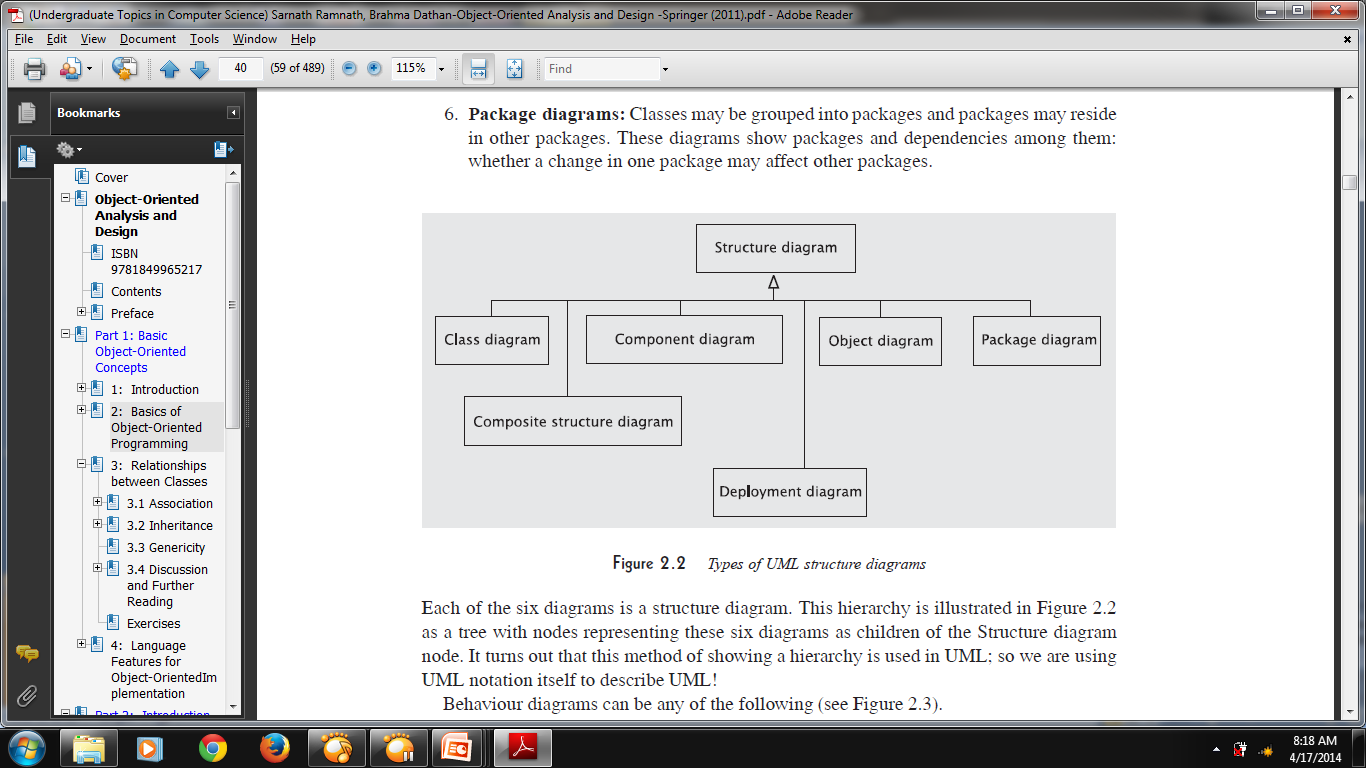 (Undergraduate Topics in Computer Science) Sarnath Ramnath, Brahma Dathan-Object-Oriented Analysis and Design -Springer (2011).pdf - Adobe Reader
File Edit View Document Tools Window Help
40 (59 of 489) 115% Find
Bookmarks
Cover
Object-Oriented
Analysis and
Design
ISBN
9781849965217
Contents
Preface
Part 1: Basic
Object-Oriented
Concepts
1: Introduction
2: Basics of
Object-Oriented
Programming
3: Relationships
between Classes
3.1 Association
3.2 Inheritance
3.3 Genericity
3.4 Discussion
and Further
Reading
Exercises
4: Language
Features for
Object-OrientedIm
plementation
Part 2: Introduction
6. Package diagrams: Classes may be grouped into packages and packages may reside
in other packages. These diagrams show packages and dependencies among them:
whether a change in one package may affect other packages.
Structure diagram
Class diagram
Component diagram
Object diagram
Package diagram
Composite structure diagram
Deployment diagram
Figure 2.2 Types of UML structure diagrams
Each of the six diagrams is a structure diagram. This hierarchy is illustrated in Figure 2.2
as a tree with nodes representing these six diagrams as children of the Structure diagram
node. It turns out that this method of showing a hierarchy is used in UML; so we are using
UML notation itself to describe UML!
Behaviour diagrams can be any of the following (see Figure 2.3).
8:18 AM
4/17/2014